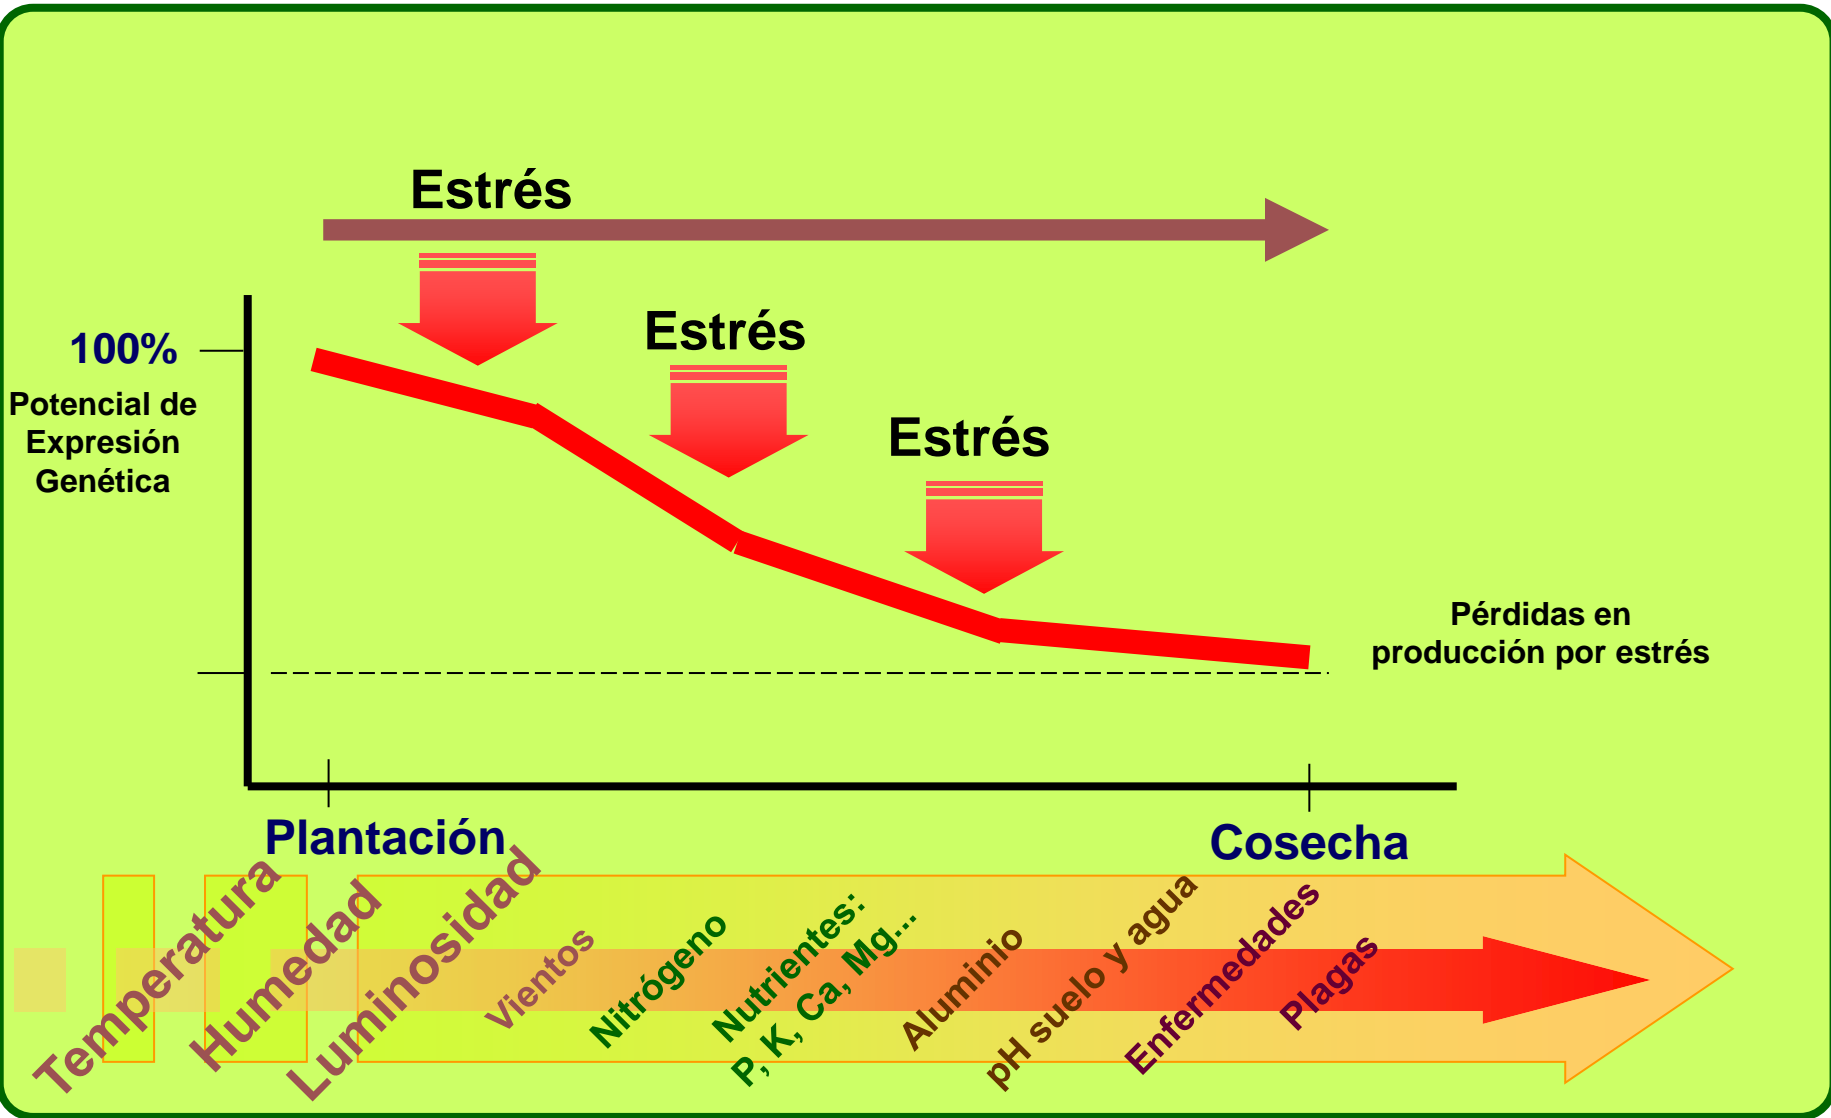 Estrés
Estrés
Estrés
100%
Potencial de
Expresión
Genética
Pérdidas en
producción por estrés
Plantación
Cosecha
Temperatura
Humedad
Luminosidad
Vientos
Nitrógeno
Nutrientes:
P, K, Ca, Mg...
Aluminio
pH suelo y agua
Enfermedades
Plagas